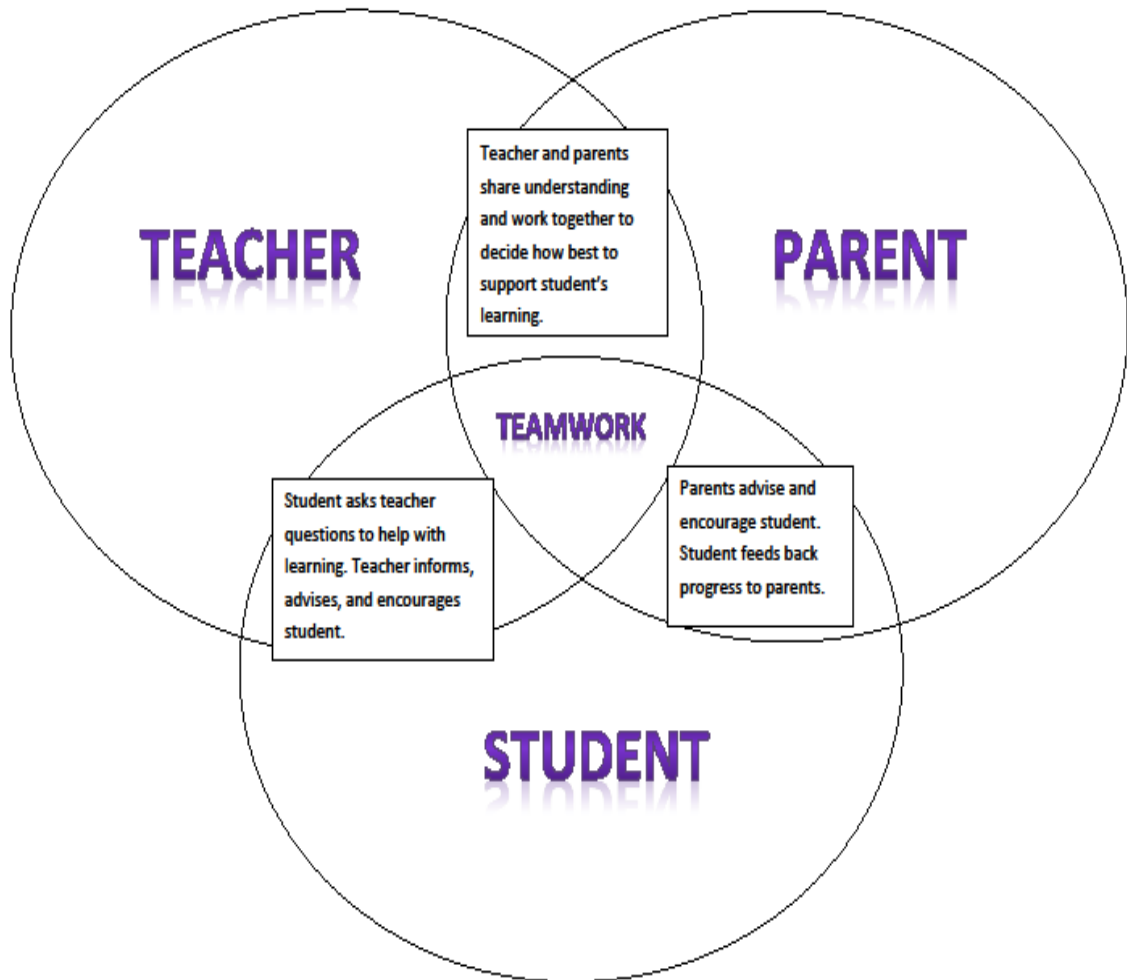 Teacher and parents
share understanding
and work together to
decide how best to
support student's
learning.
TEACHER
PARENT
TEAMWORK
Student asks teacher
questions to help with
learning. Teacher informs,
advises, and encourages
student.
Parents advise and
encourage student.
Student feeds back
progress to parents.
STUDENT